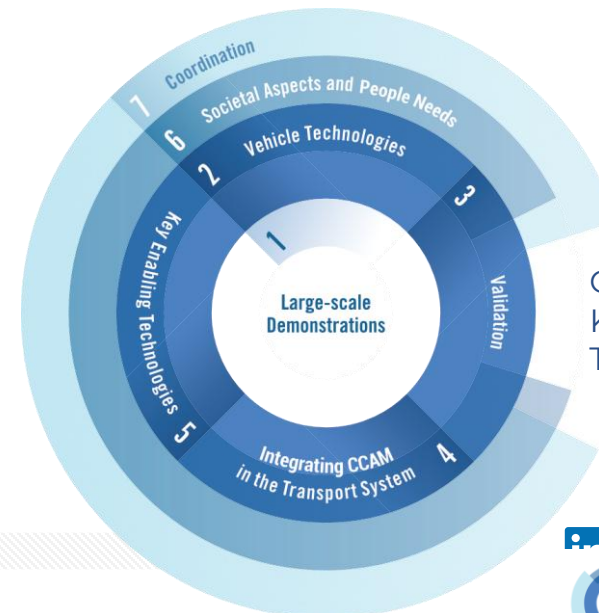 7 Coordination
6 Societal Aspects and People Needs
2 Vehicle Technologies
3 Validation
1 Large-scale
Demonstrations
5 Key Enabling Technologies
4 Integrating CCAM
in the Transport System
K
T